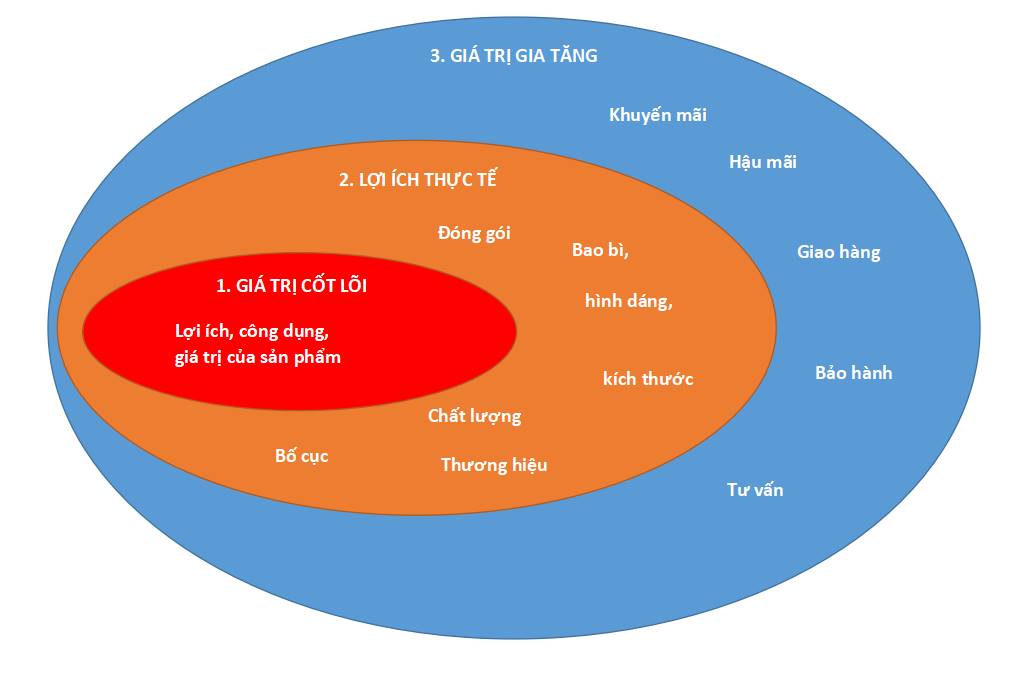 3. GIÁ TRỊ GIA TĂNG
Khuyến mãi
Hậu mãi
2. LỢI ÍCH THỰC TẾ
Đóng gói
Bao bì,
Giao hàng
1. GIÁ TRỊ CỐT LÕI
hình dáng,
Lợi ích, công dụng,
giá trị của sản phẩm
kích thước
Bảo hành
Chất lượng
Bố cục
Thương hiệu
Tư vấn